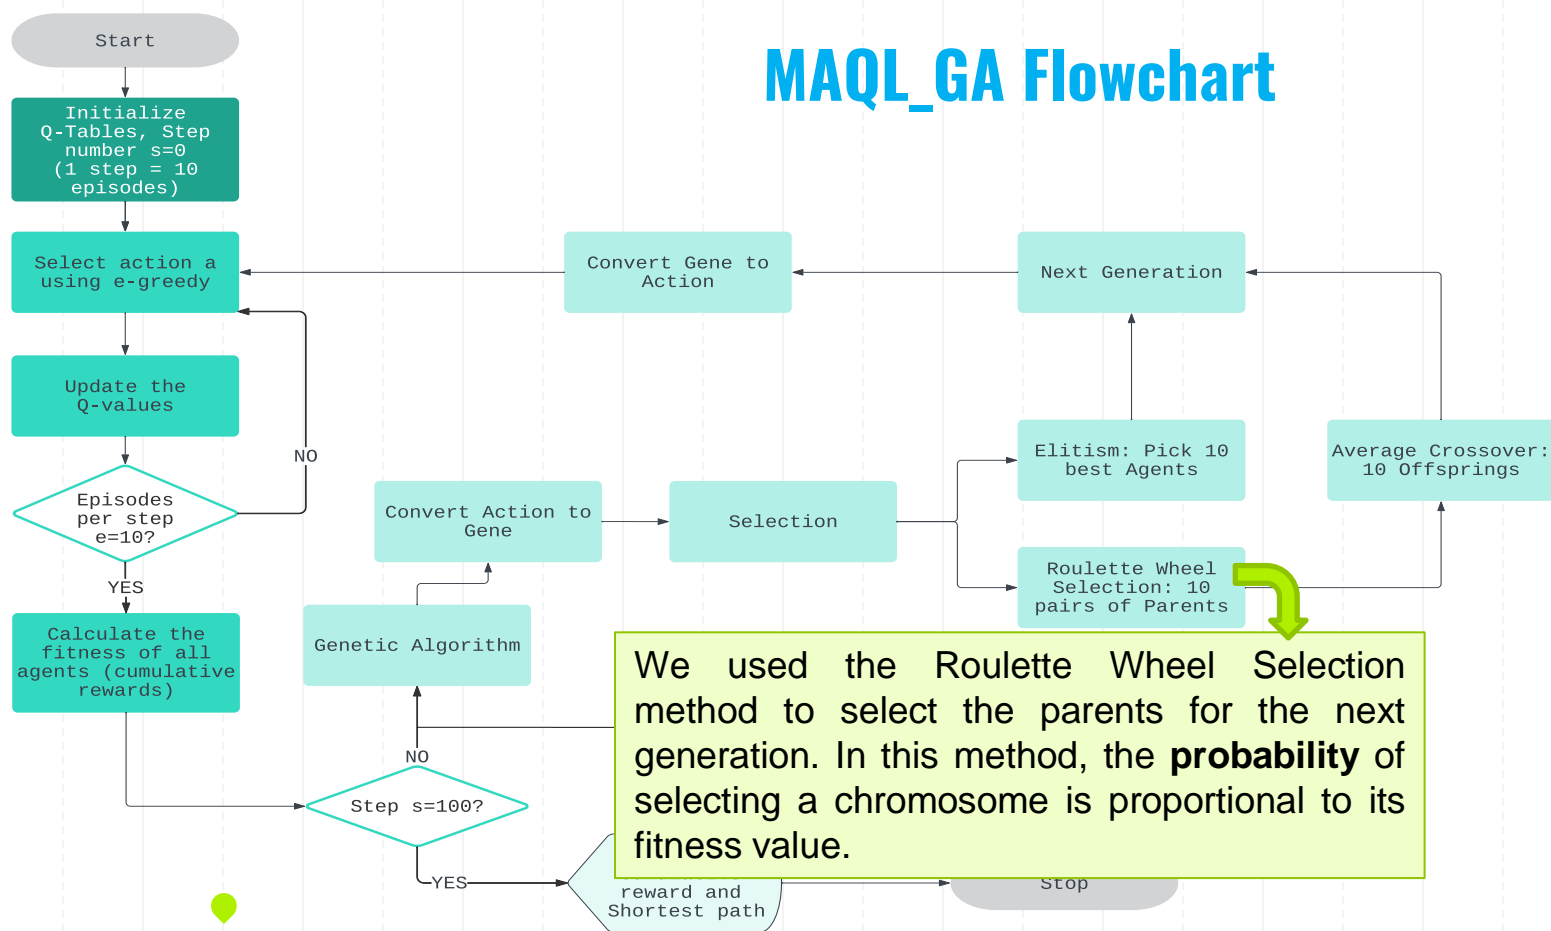 Start
MAQL_GA Flowchart
Initialize
Q-Tables, Step
number s=0
(1 step = 10
episodes)
Select action a
using e-greedy
Convert Gene to
Action
Next Generation
Update the
Q-values
NO
Episodes
per step
e=10?
YES
Convert Action to
Gene
Selection
Elitism: Pick 10
best Agents
Average Crossover:
10 Offsprings
Roulette Wheel
Selection: 10
pairs of Parents
Calculate the
fitness of all
agents (cumulative
rewards)
Genetic Algorithm
We used the Roulette Wheel Selection
method to select the parents for the next
generation. In this method, the probability of
selecting a chromosome is proportional to its
fitness value.
NO
Step s=100?
YES
reward and
Shortest path
Stop